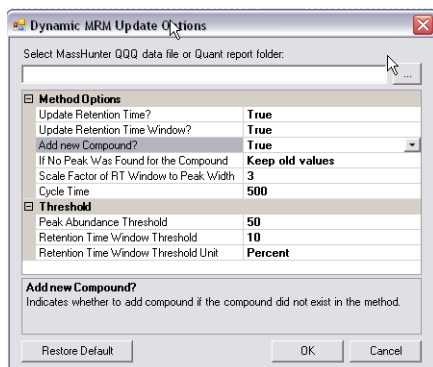 Dynamic MRM Update Options
Select MassHunter QQQ data file or Quant report folder:
...
Method Options
Update Retention Time? True
Update Retention Time Window? True
Add new Compound? True
If No Peak Was Found for the Compound Keep old values
Scale Factor of RT Window to Peak Width 3
Cycle Time 500
Threshold
Peak Abundance Threshold 50
Retention Time Window Threshold 10
Retention Time Window Threshold Unit Percent
Add new Compound?
Indicates whether to add compound if the compound did not exist in the method.
Restore Default OK Cancel